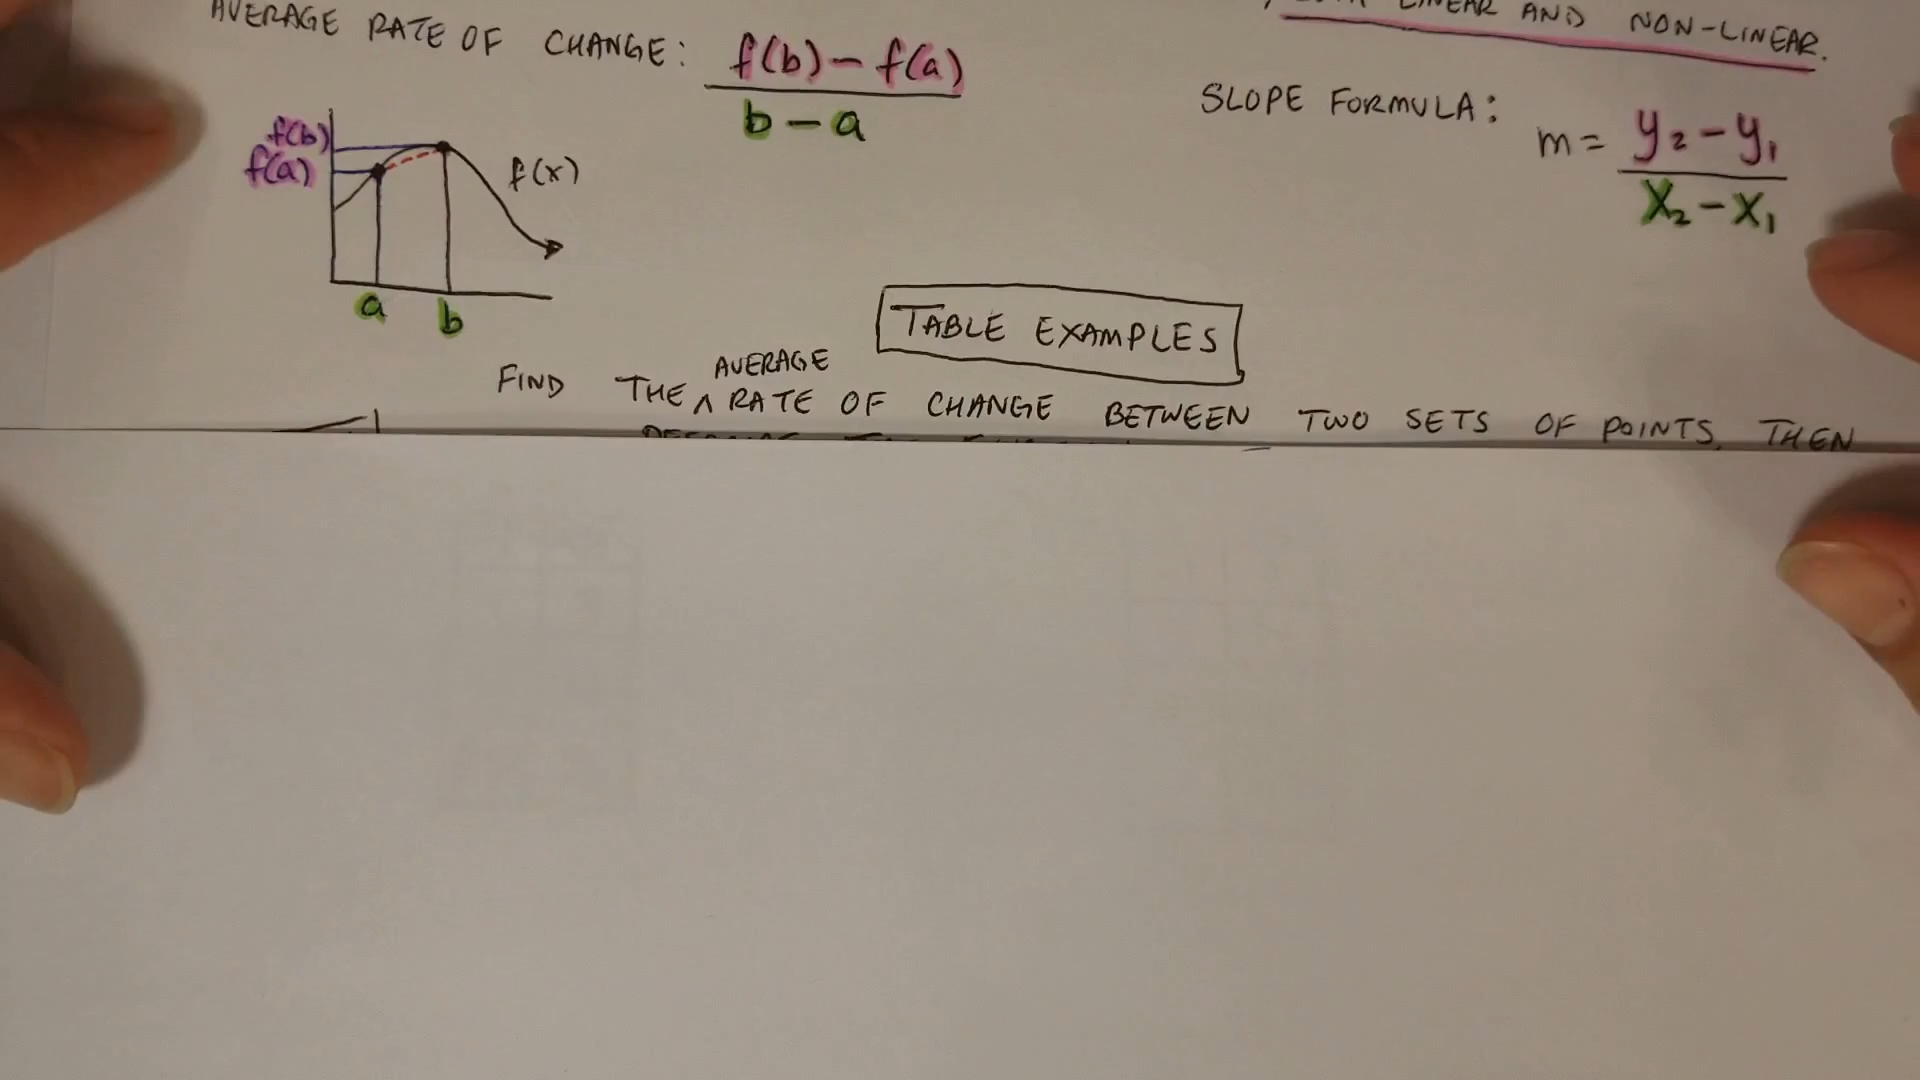 AVERAGE RATE OF CHANGE: f(b) - f(a)
b - a
LINEAR AND NON-LINEAR.
SLOPE FORMULA: m = y₂ - y₁
x₂ - x₁
f(b)
f(a)
f(x)
a b
TABLE EXAMPLES
AVERAGE
FIND THE ^ RATE OF CHANGE BETWEEN TWO SETS OF POINTS. THEN